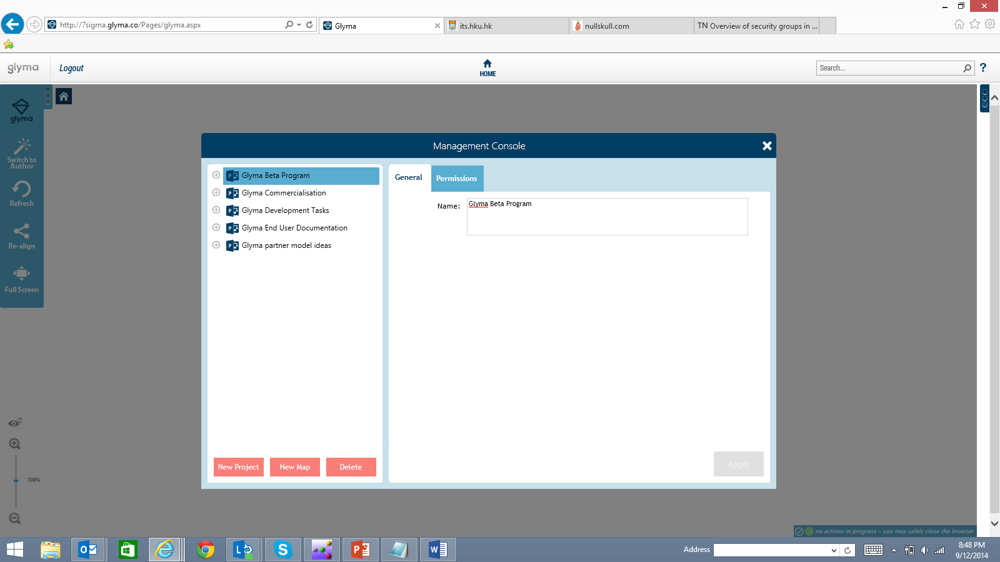 http://7sigma.glyma.co/Pages/glyma.aspx
Glyma
its.hku.hk
nullskull.com
TN Overview of security groups in ...
glyma
Logout
HOME
Search...
?
glyma
Switch to
Author
Refresh
Re-align
Full Screen
100%
Management Console
Glyma Beta Program
Glyma Commercialisation
Glyma Development Tasks
Glyma End User Documentation
Glyma partner model ideas
New Project
New Map
Delete
General
Permissions
Name:
Glyma Beta Program
Apply
no actions in progress – you may safely close the browser
Address
8:48 PM
9/12/2014